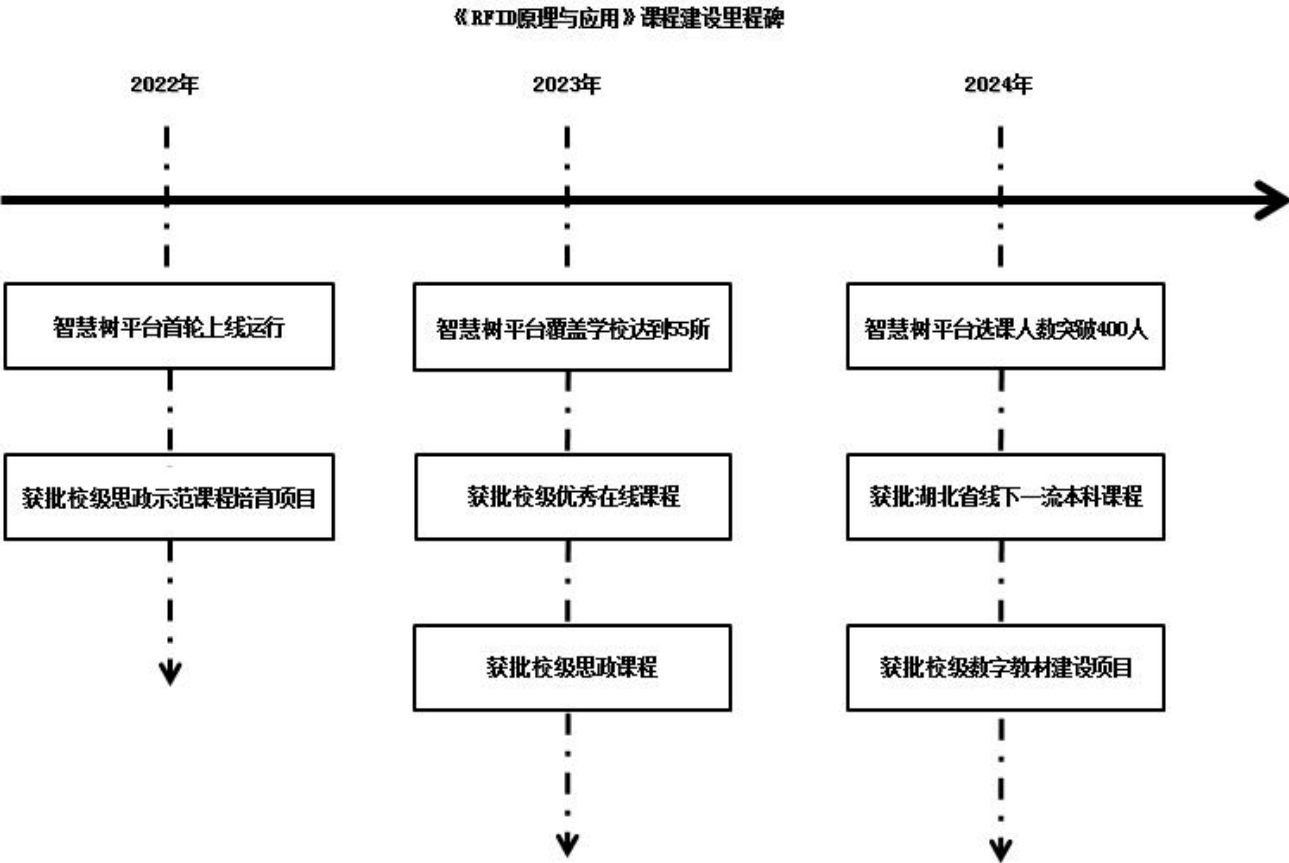 《RFID原理与应用》课程建设里程碑
2022年
2023年
2024年
智慧树平台首轮上线运行
智慧树平台覆盖学校达到55所
智慧树平台选课人数突破400人
获批校级思政示范课程培育项目
获批校级优秀在线课程
获批湖北省线下一流本科课程
获批校级思政课程
获批校级数字教材建设项目